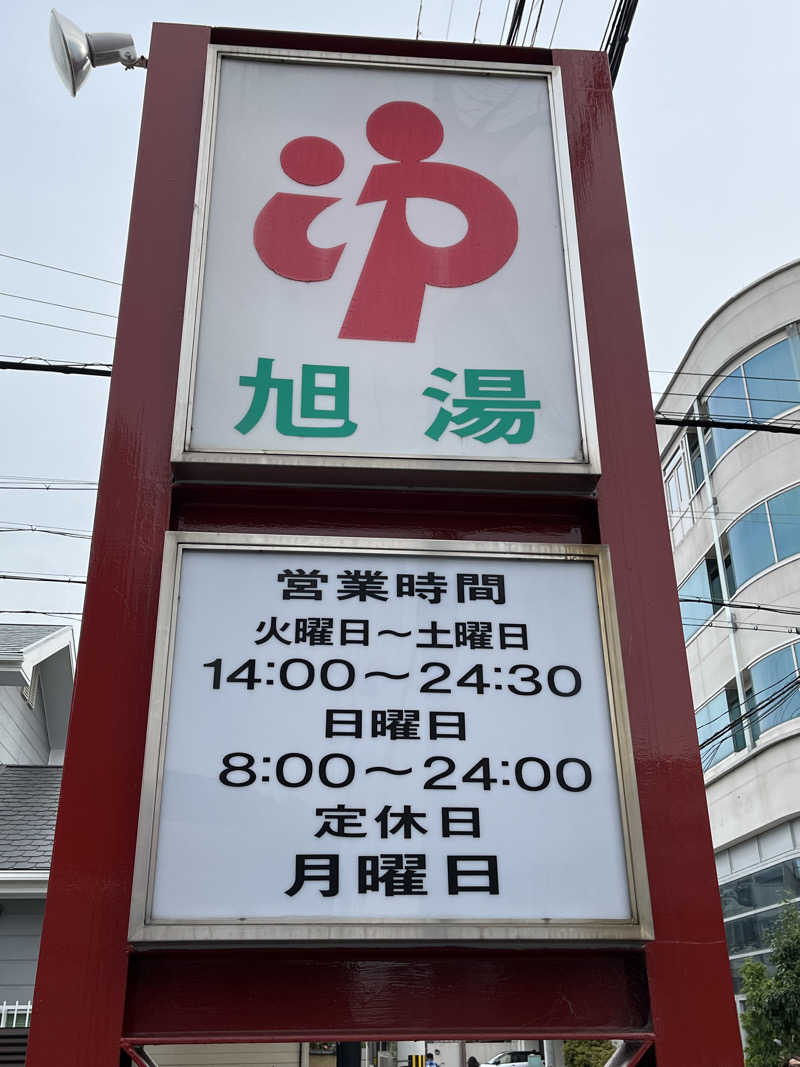 旭湯
営業時間
火曜日～土曜日
14:00～24:30
日曜日
8:00～24:00
定休日
月曜日